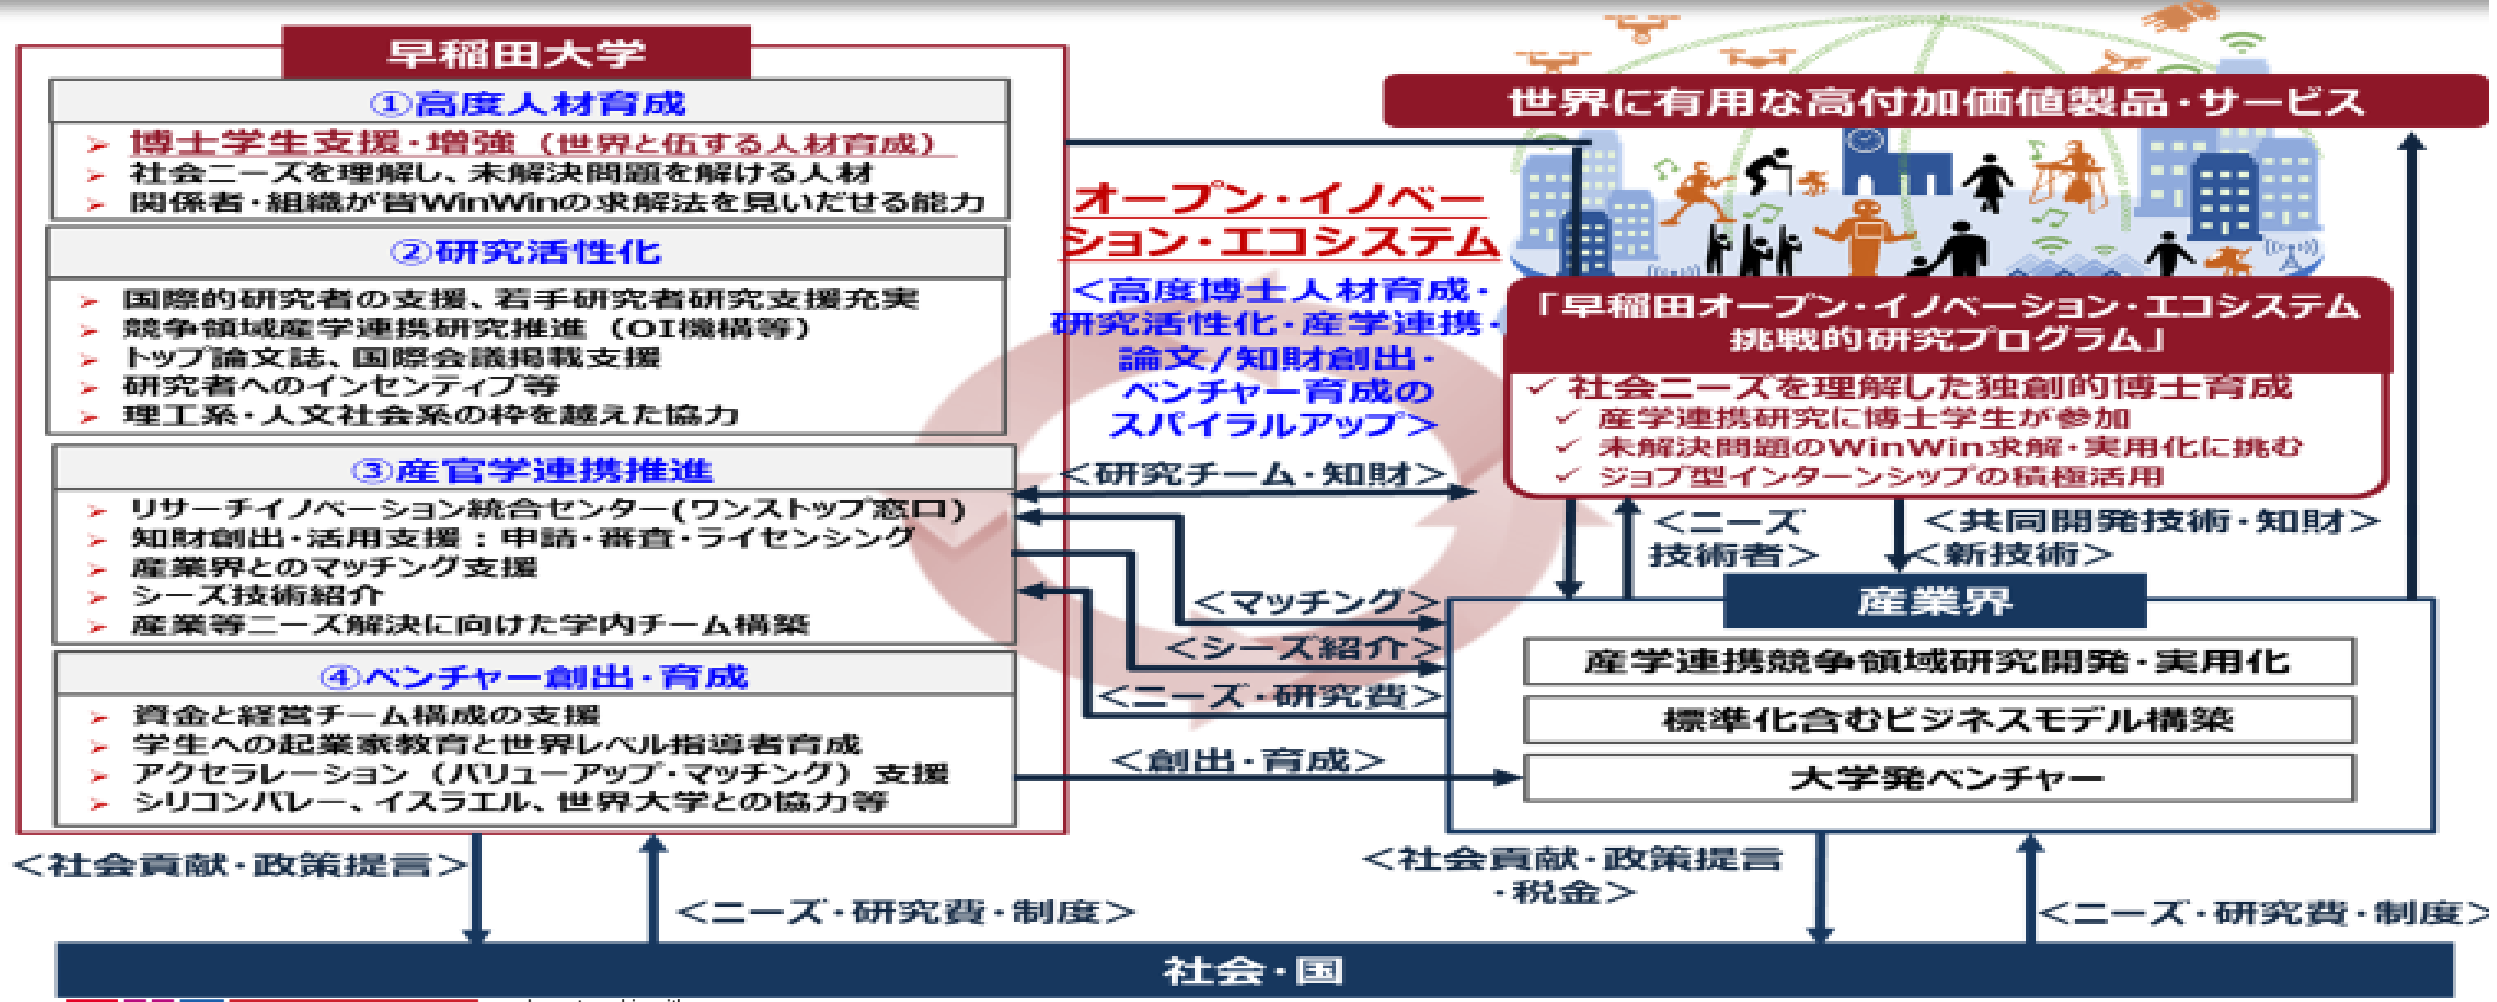 早稲田大学
①高度人材育成
➢ 博士学生支援・増強（世界と伍する人材育成）
➢ 社会ニーズを理解し、未解決問題を解ける人材
➢ 関係者・組織が皆WinWinの求解法を見いだせる能力
②研究活性化
➢ 国際的研究者の支援、若手研究者研究支援充実
➢ 競争領域産学連携研究推進（OI機構等）
➢ トップ論文誌、国際会議掲載支援
➢ 研究者へのインセンティブ等
➢ 理工系・人文社会系の枠を越えた協力
③産官学連携推進
➢ リサーチイノベーション統合センター(ワンストップ窓口)
➢ 知財創出・活用支援：申請・審査・ライセンシング
➢ 産業界とのマッチング支援
➢ シーズ技術紹介
➢ 産業等ニーズ解決に向けた学内チーム構築
④ベンチャー創出・育成
➢ 資金と経営チーム構成の支援
➢ 学生への起業家教育と世界レベル指導者育成
➢ アクセラレーション（バリューアップ・マッチング）支援
➢ シリコンバレー、イスラエル、世界大学との協力等
オープン・イノベー
ション・エコシステム
＜高度博士人材育成・
研究活性化・産学連携・
論文/知財創出・
ベンチャー育成の
スパイラルアップ＞
＜研究チーム・知財＞
＜マッチング＞
＜シーズ紹介＞
＜ニーズ・研究費＞
＜創出・育成＞
世界に有用な高付加価値製品・サービス
「早稲田オープン・イノベーション・エコシステム
挑戦的研究プログラム」
✓ 社会ニーズを理解した独創的博士育成
✓ 産学連携研究に博士学生が参加
✓ 未解決問題のWinWin求解・実用化に挑む
✓ ジョブ型インターンシップの積極活用
＜ニーズ
技術者＞
＜共同開発技術・知財＞
＜新技術＞
産業界
産学連携競争領域研究開発・実用化
標準化含むビジネスモデル構築
大学発ベンチャー
＜社会貢献・政策提言＞
＜ニーズ・研究費・制度＞
＜社会貢献・政策提言
・税金＞
＜ニーズ・研究費・制度＞
社会・国